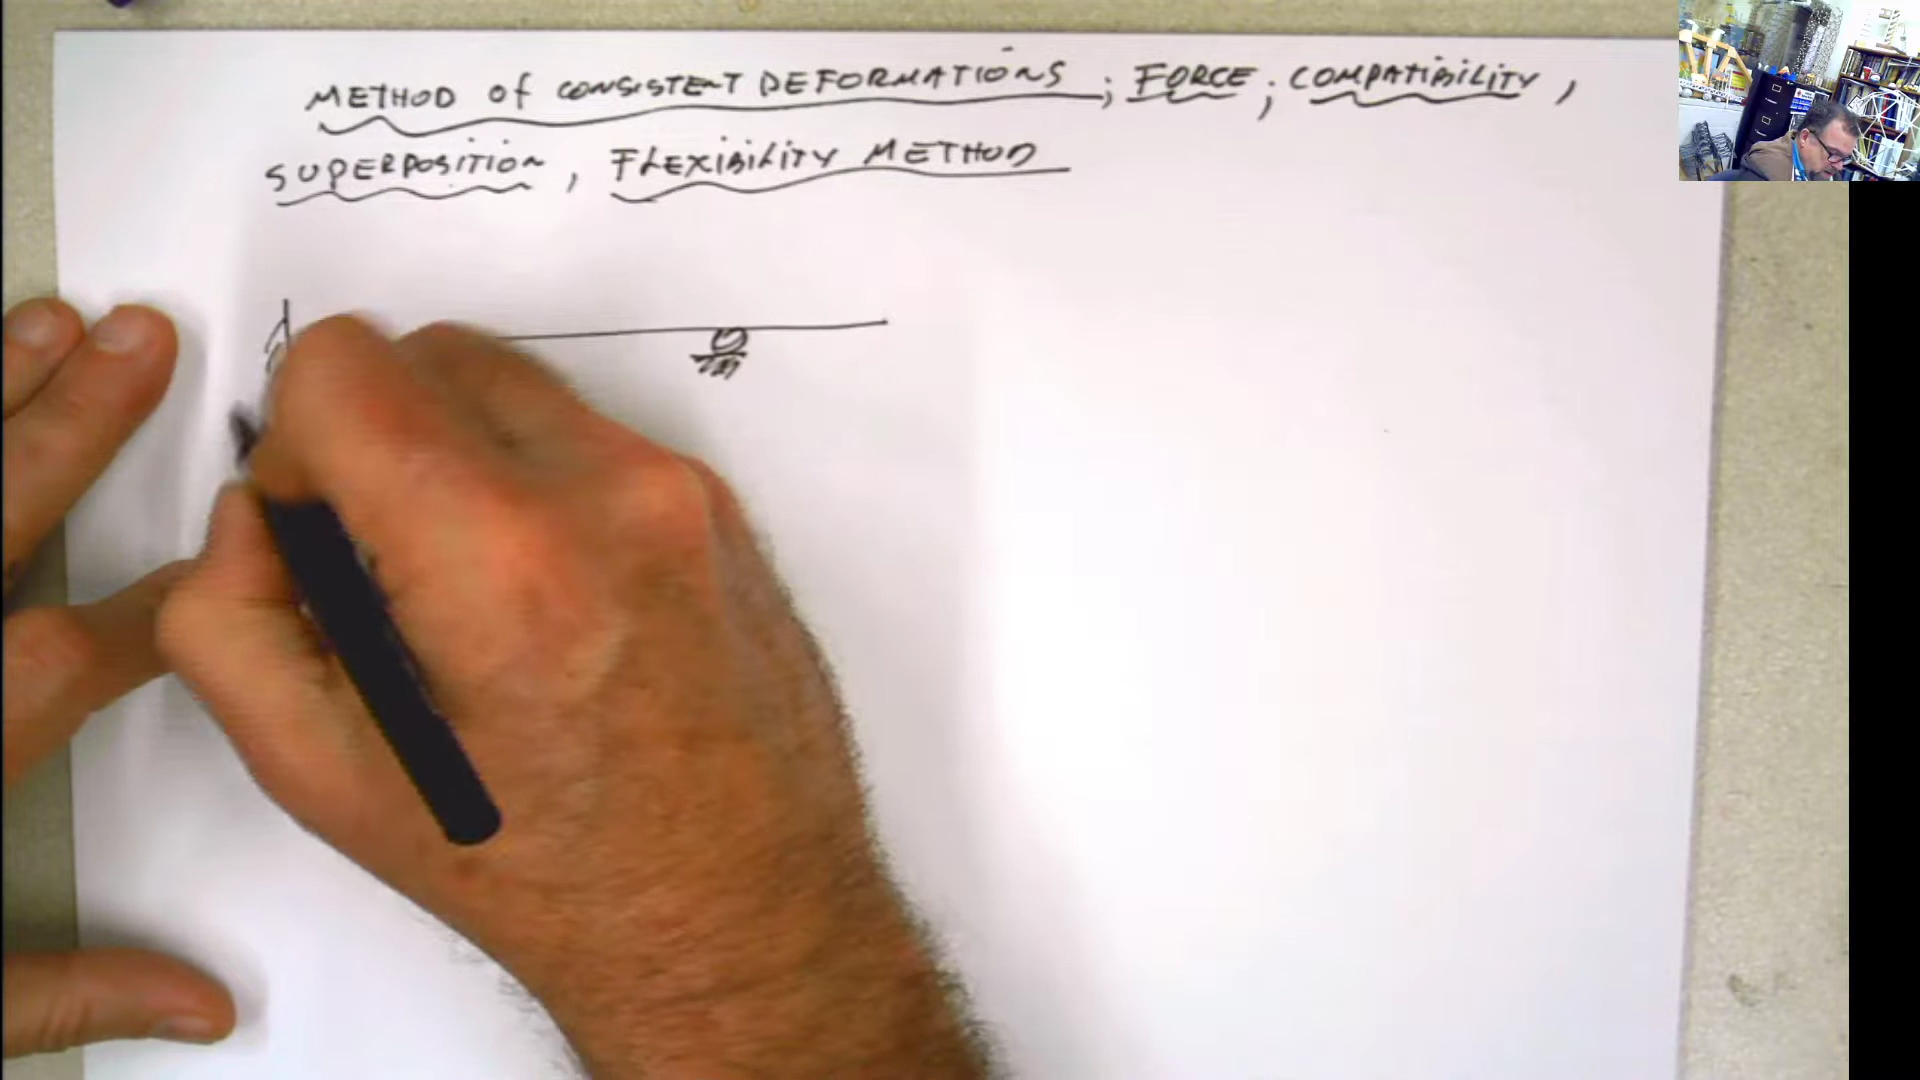 METHOD of CONSISTENT DEFORMATIONS ; FORCE ; COMPATIBILITY ,
SUPERPOSITION , FLEXIBILITY METHOD